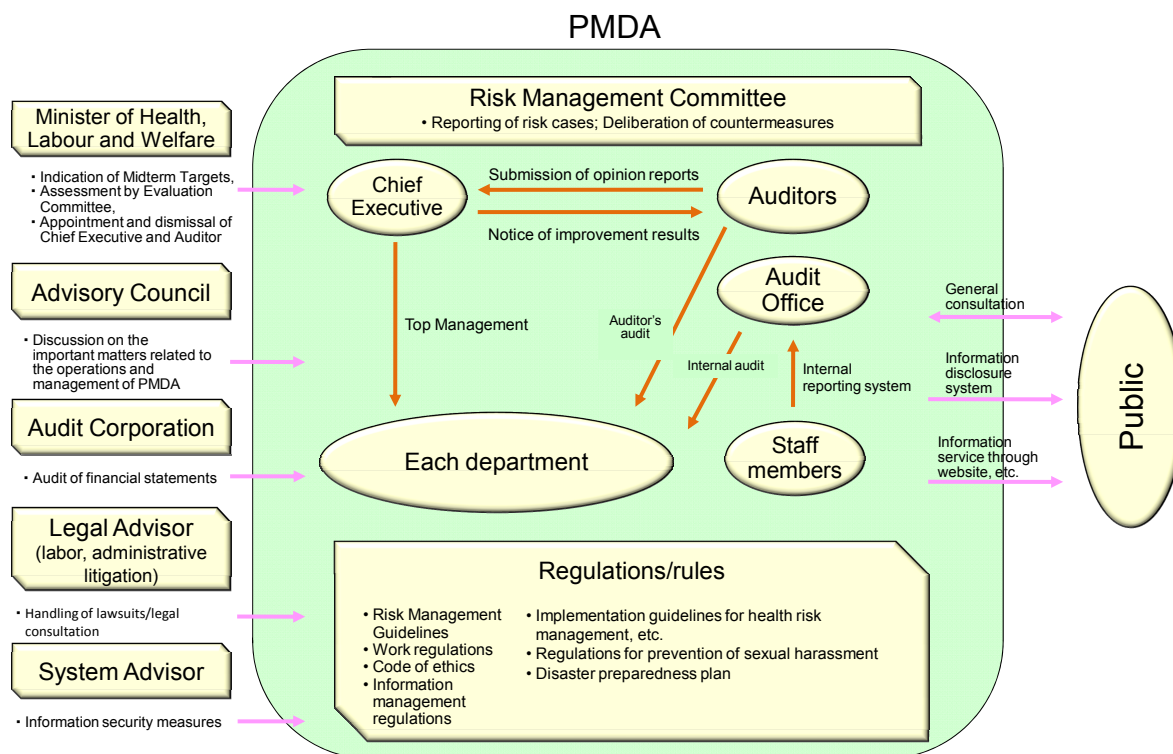 PMDA
Risk Management Committee
• Reporting of risk cases; Deliberation of countermeasures
Minister of Health,
Labour and Welfare
• Indication of Midterm Targets,
• Assessment by Evaluation
Committee,
• Appointment and dismissal of
Chief Executive and Auditor
Advisory Council
• Discussion on the
important matters related to
the operations and
management of PMDA
Audit Corporation
• Audit of financial statements
Legal Advisor
(labor, administrative
litigation)
• Handling of lawsuits/legal
consultation
System Advisor
• Information security measures
Chief
Executive
Submission of opinion reports
Notice of improvement results
Auditors
Audit
Office
Top Management
Auditor's
audit
Internal audit
Internal
reporting system
Each department
Staff
members
General
consultation
Information
disclosure
system
Information
service through
website, etc.
Public
Regulations/rules
• Risk Management
Guidelines
• Work regulations
• Code of ethics
• Information
management
regulations
• Implementation guidelines for health risk
management, etc.
• Regulations for prevention of sexual harassment
• Disaster preparedness plan